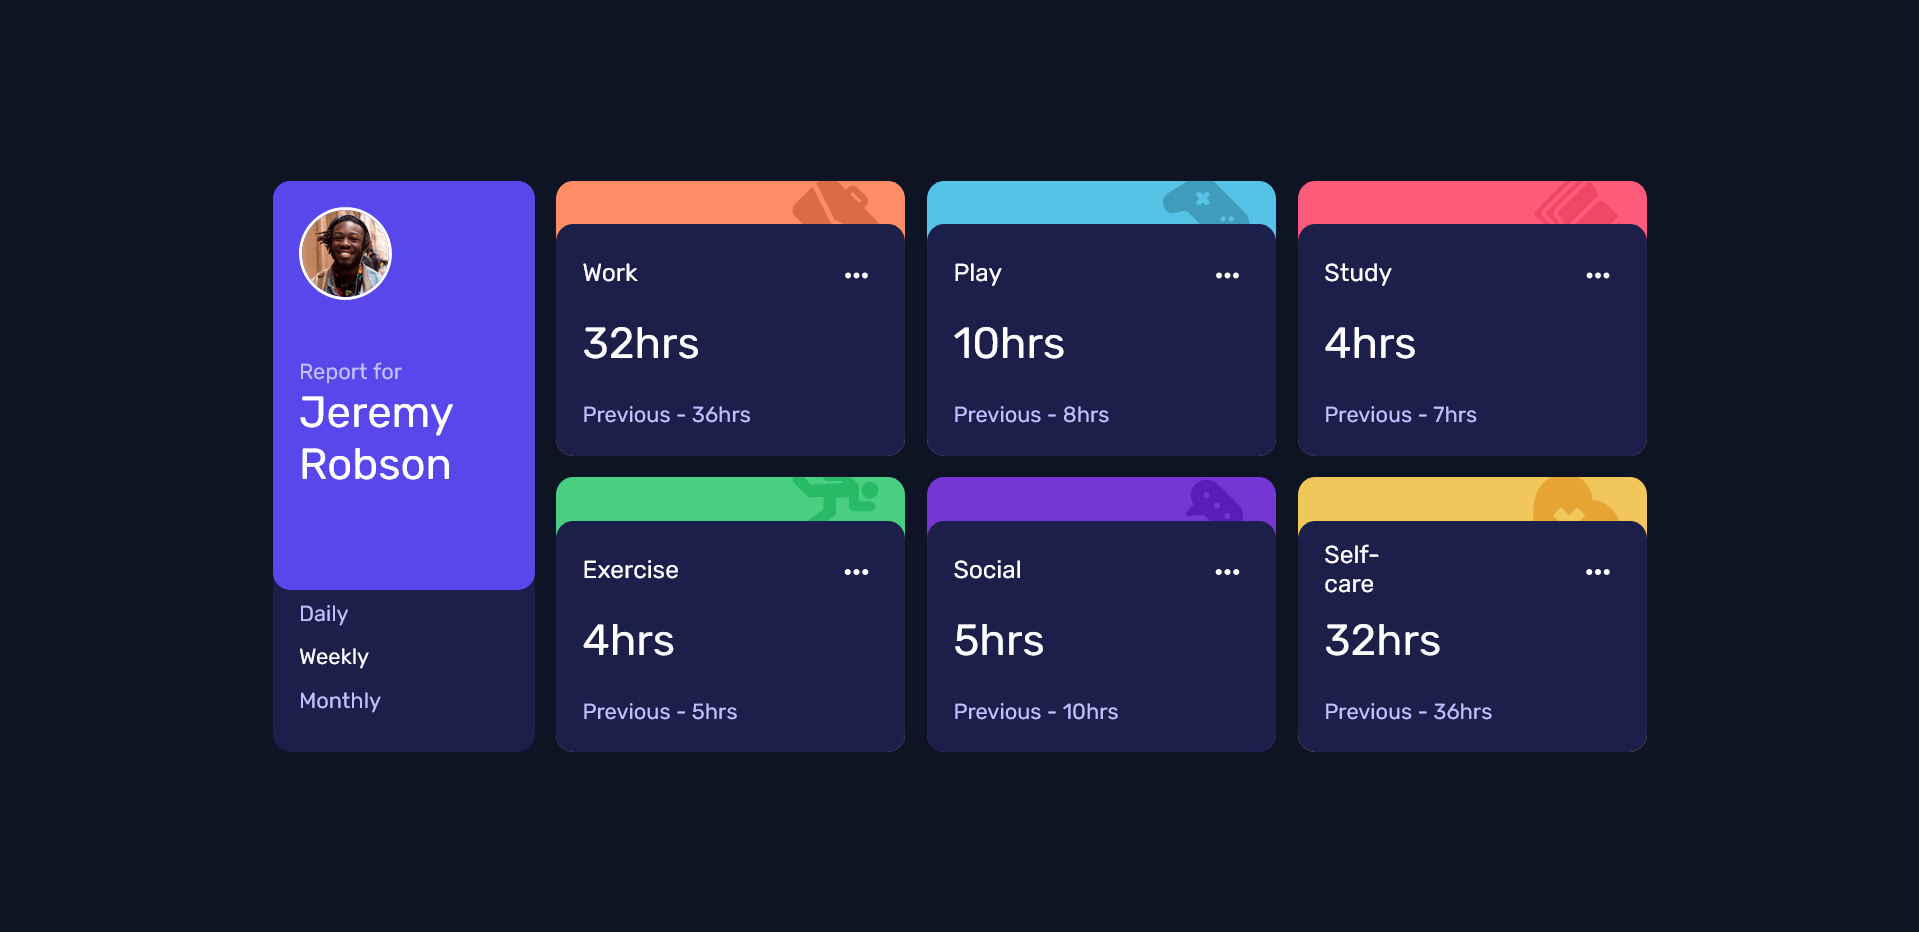 Report for
Jeremy
Robson
Daily
Weekly
Monthly
Work
32hrs
Previous - 36hrs
Play
10hrs
Previous - 8hrs
Study
4hrs
Previous - 7hrs
Exercise
4hrs
Previous - 5hrs
Social
5hrs
Previous - 10hrs
Self-
care
32hrs
Previous - 36hrs